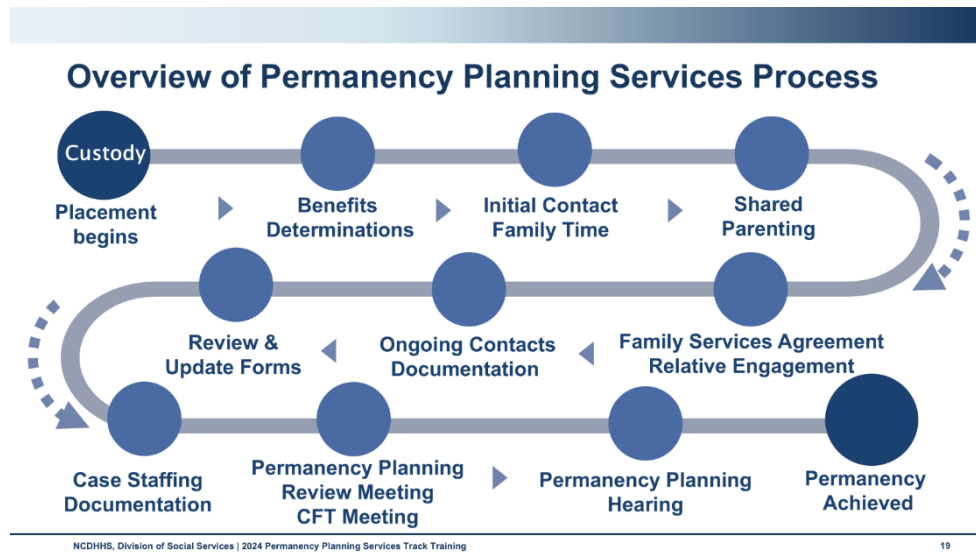 Overview of Permanency Planning Services Process
Custody
Placement
begins
Benefits
Determinations
Initial Contact
Family Time
Shared
Parenting
Family Services Agreement
Relative Engagement
Ongoing Contacts
Documentation
Review &
Update Forms
Case Staffing
Documentation
Permanency Planning
Review Meeting
CFT Meeting
Permanency Planning
Hearing
Permanency
Achieved
NCDHHS, Division of Social Services | 2024 Permanency Planning Services Track Training
19